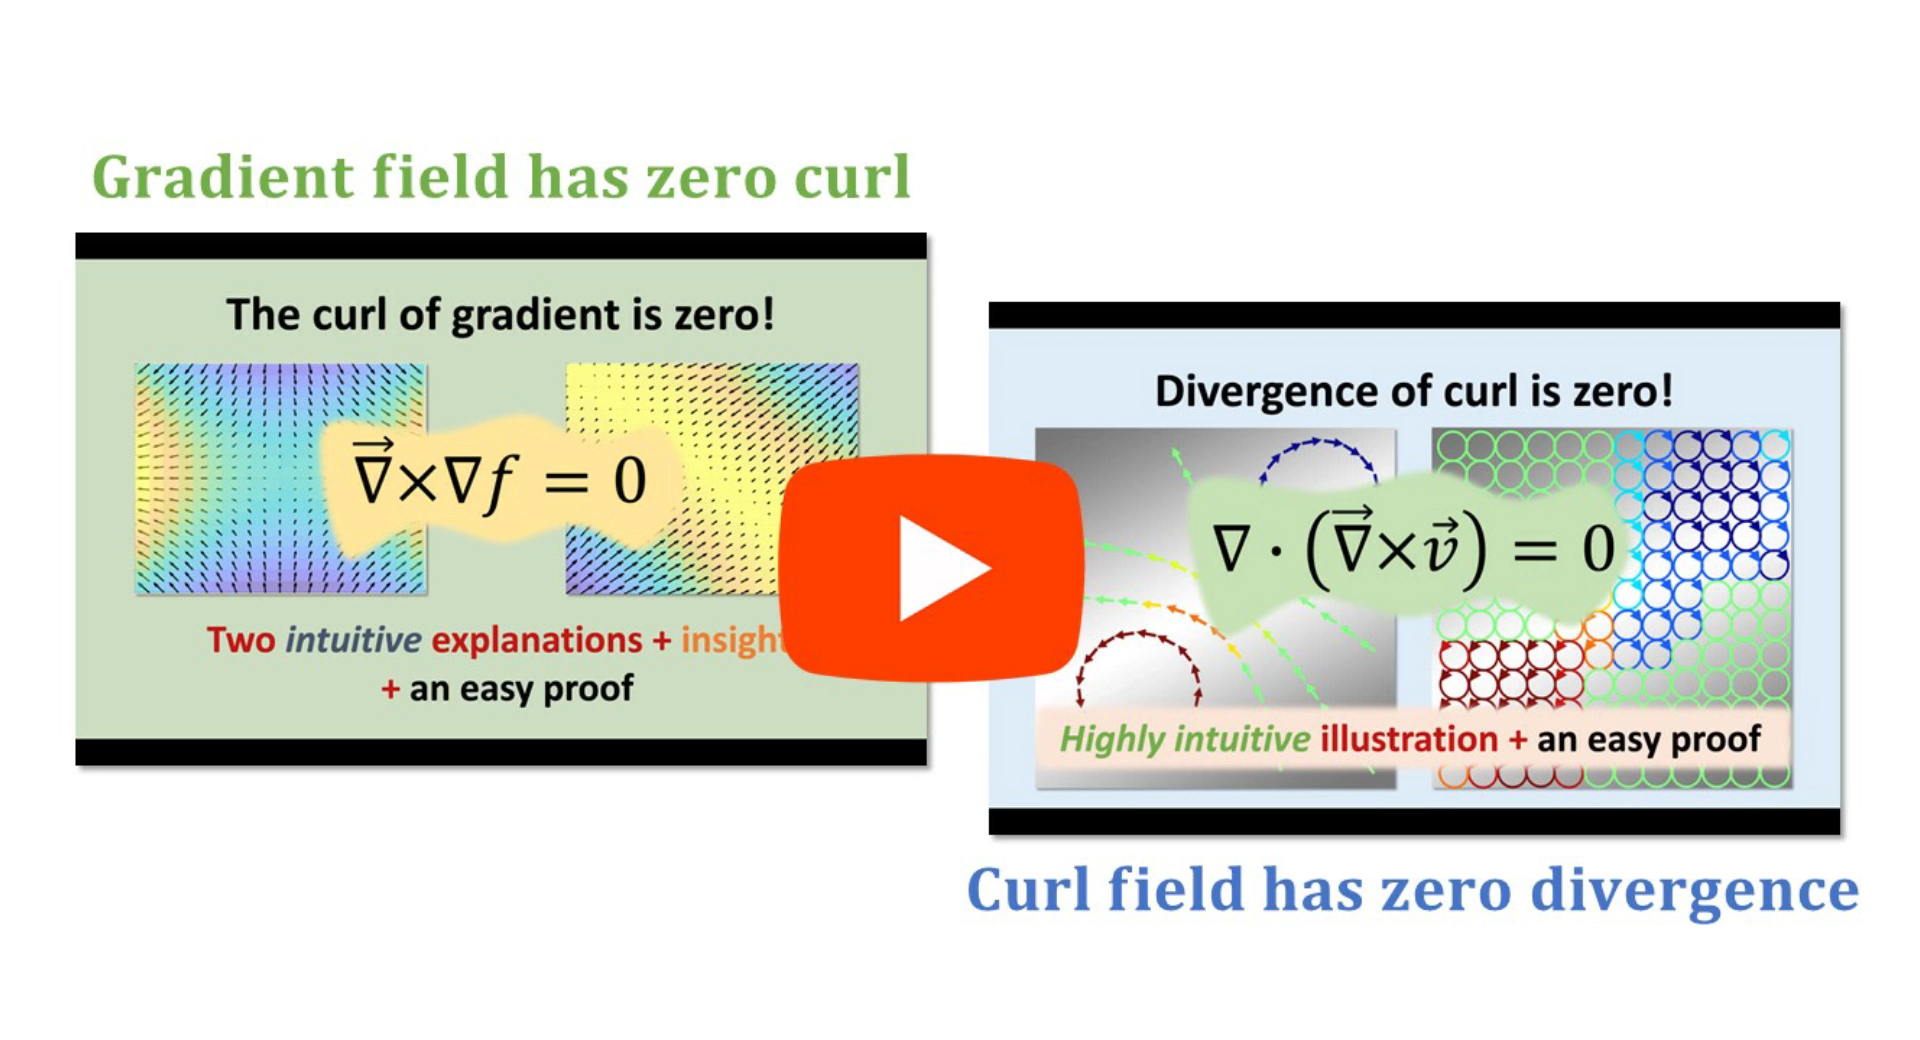 Gradient field has zero curl
The curl of gradient is zero!
∇⃗×∇f = 0
Two intuitive explanations + insight
+ an easy proof
Divergence of curl is zero!
∇ · (∇⃗×v⃗) = 0
Highly intuitive illustration + an easy proof
Curl field has zero divergence